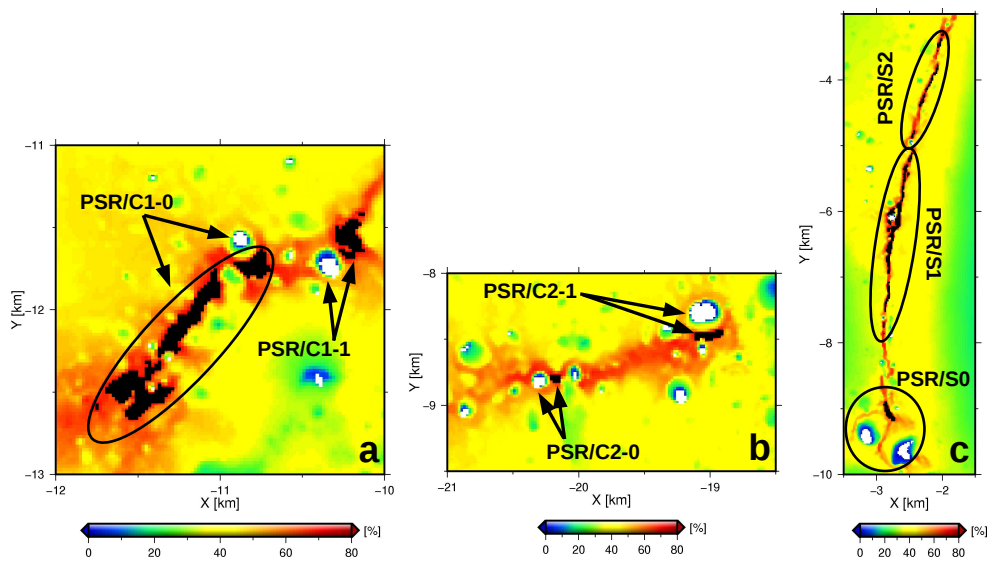 −11
−12
−13
Y [km]
−12
−11
−10
X [km]
PSR/C1-0
PSR/C1-1
a
0
20
40
60
80
[%]
−8
−9
Y [km]
−21
−20
−19
X [km]
PSR/C2-1
PSR/C2-0
b
0
20
40
60
80
[%]
−4
−6
−8
−10
Y [km]
−3
−2
X [km]
PSR/S2
PSR/S1
PSR/S0
c
0
20
40
60
80
[%]